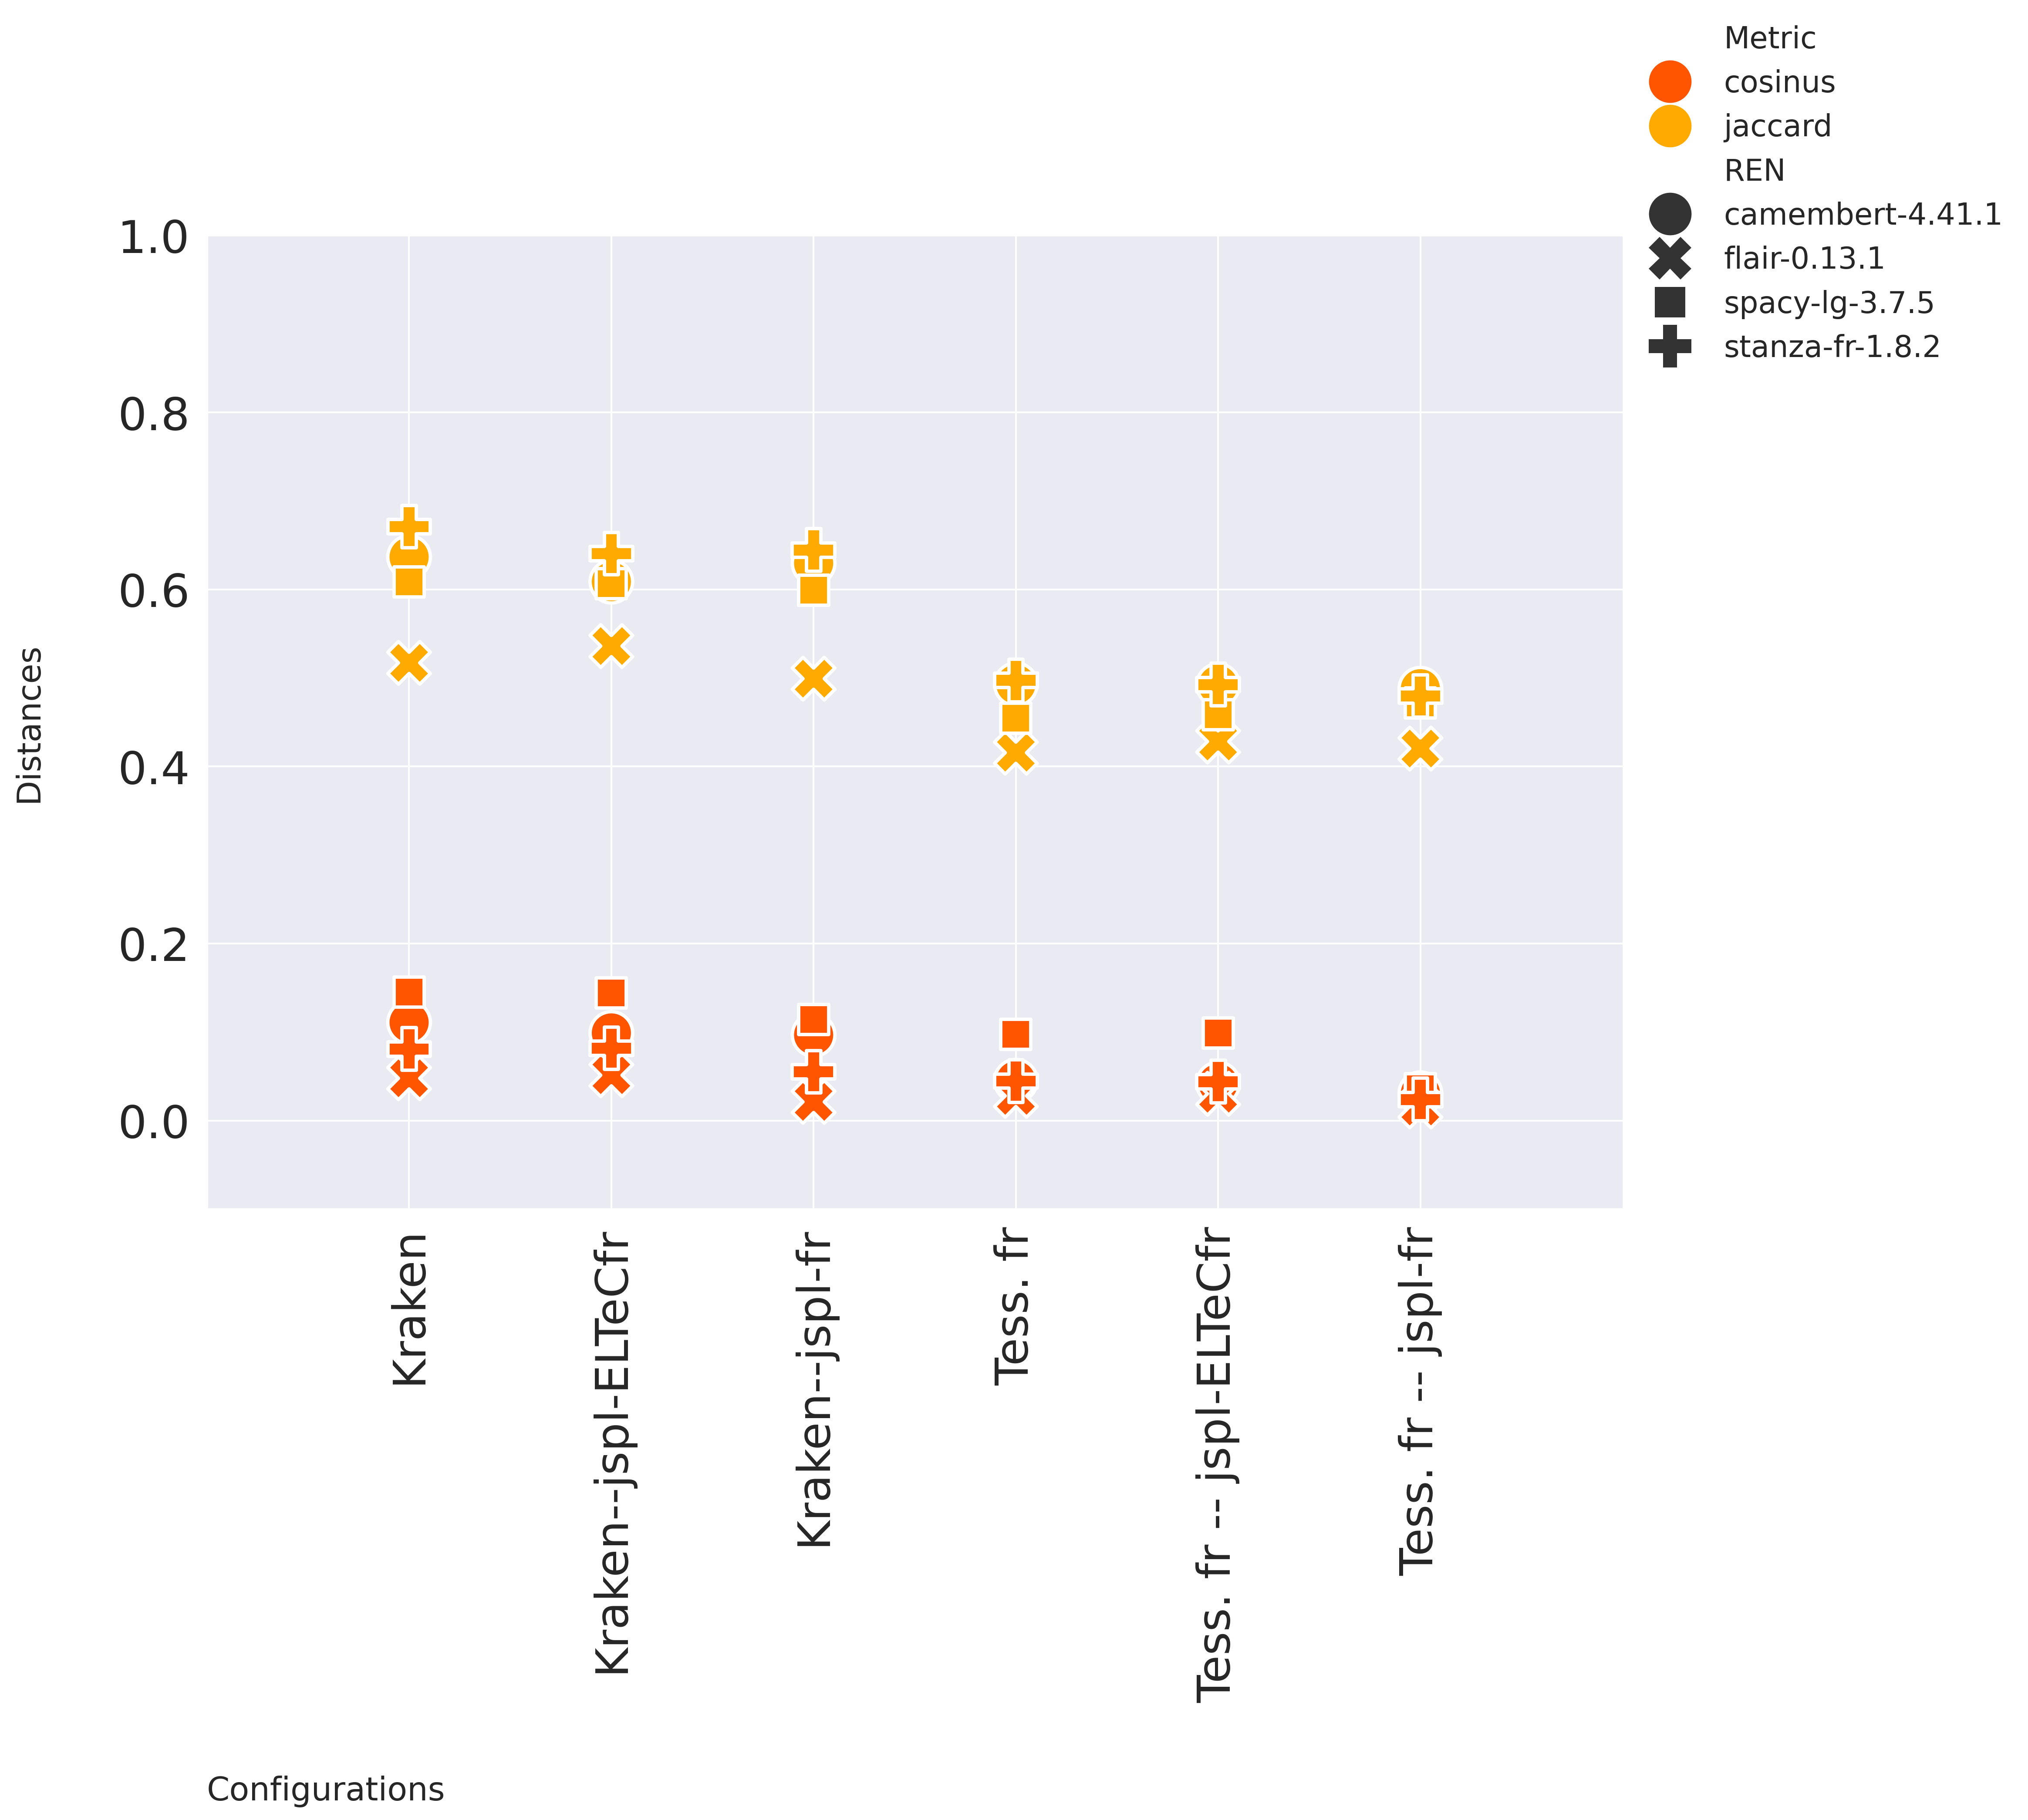 Metric
cosinus
jaccard
REN
camembert-4.41.1
flair-0.13.1
spacy-lg-3.7.5
stanza-fr-1.8.2
1.0
0.8
0.6
0.4
0.2
0.0
Distances
Kraken
Kraken--jspl-ELTeCfr
Kraken--jspl-fr
Tess. fr
Tess. fr -- jspl-ELTeCfr
Tess. fr -- jspl-fr
Configurations